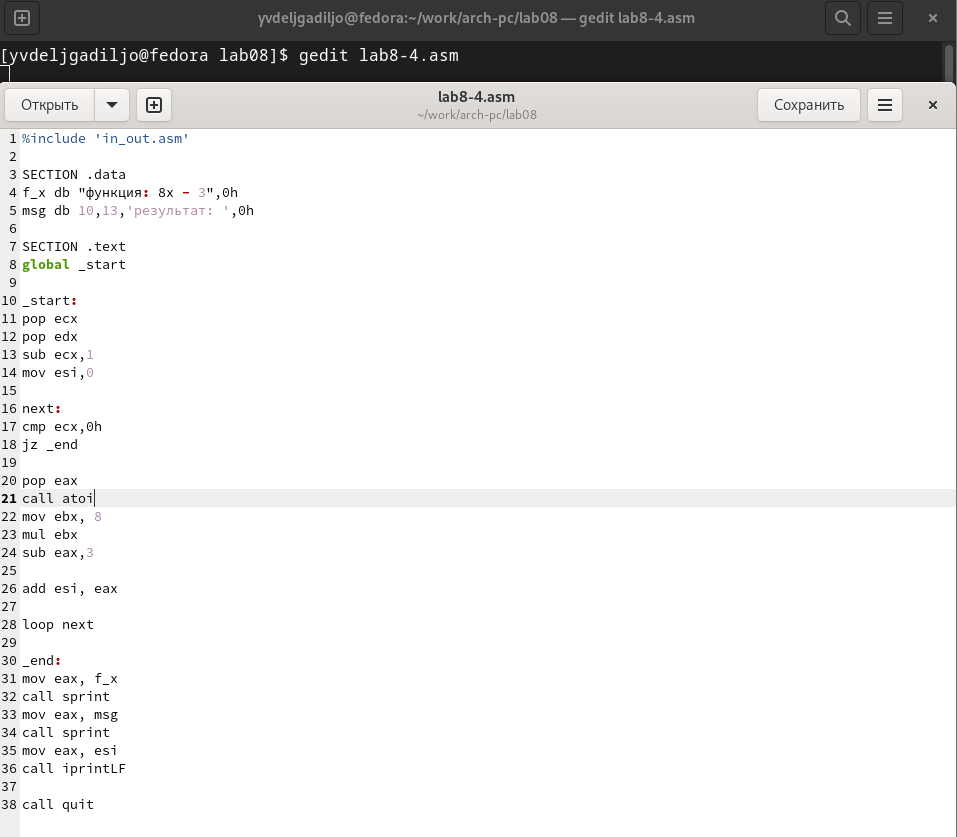 yvdeljgadiljo@fedora:~/work/arch-pc/lab08 — gedit lab8-4.asm
[yvdeljgadiljo@fedora lab08]$ gedit lab8-4.asm
Открыть
lab8-4.asm
~/work/arch-pc/lab08
Сохранить
1 %include 'in_out.asm'
2
3 SECTION .data
4 f_x db "функция: 8x - 3",0h
5 msg db 10,13,'результат: ',0h
6
7 SECTION .text
8 global _start
9
10 _start:
11 pop ecx
12 pop edx
13 sub ecx,1
14 mov esi,0
15
16 next:
17 cmp ecx,0h
18 jz _end
19
20 pop eax
21 call atoi
22 mov ebx, 8
23 mul ebx
24 sub eax,3
25
26 add esi, eax
27
28 loop next
29
30 _end:
31 mov eax, f_x
32 call sprint
33 mov eax, msg
34 call sprint
35 mov eax, esi
36 call iprintLF
37
38 call quit